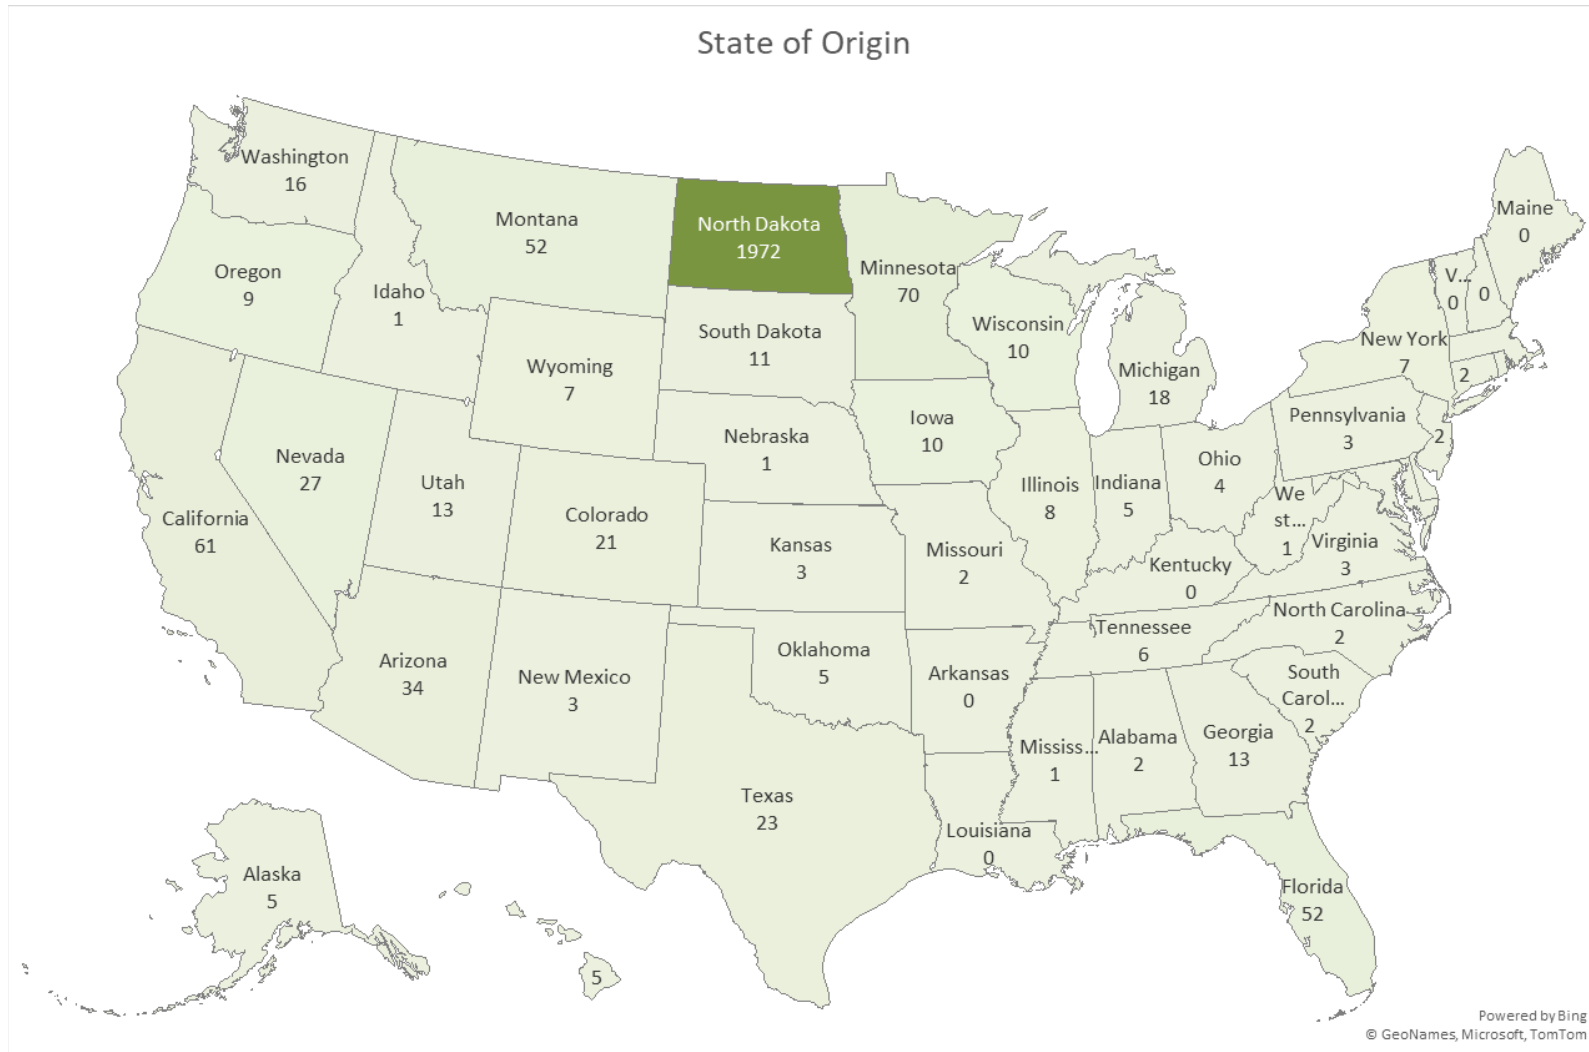 State of Origin
Washington
16
Montana
52
North Dakota
1972
Minnesota
70
Maine
0
Oregon
9
Idaho
1
V...
0
0
Wyoming
7
South Dakota
11
Wisconsin
10
Michigan
18
New York
7
2
Nevada
27
Utah
13
Nebraska
1
Iowa
10
Pennsylvania
3
2
California
61
Colorado
21
Kansas
3
Missouri
2
Illinois
8
Indiana
5
Ohio
4
We
st...
1
Virginia
3
Kentucky
0
Arizona
34
New Mexico
3
Oklahoma
5
Arkansas
0
Tennessee
6
North Carolina
2
South
Carol...
2
Texas
23
Louisiana
0
Mississ...
1
Alabama
2
Georgia
13
Florida
52
Alaska
5
5
Powered by Bing
© GeoNames, Microsoft, TomTom